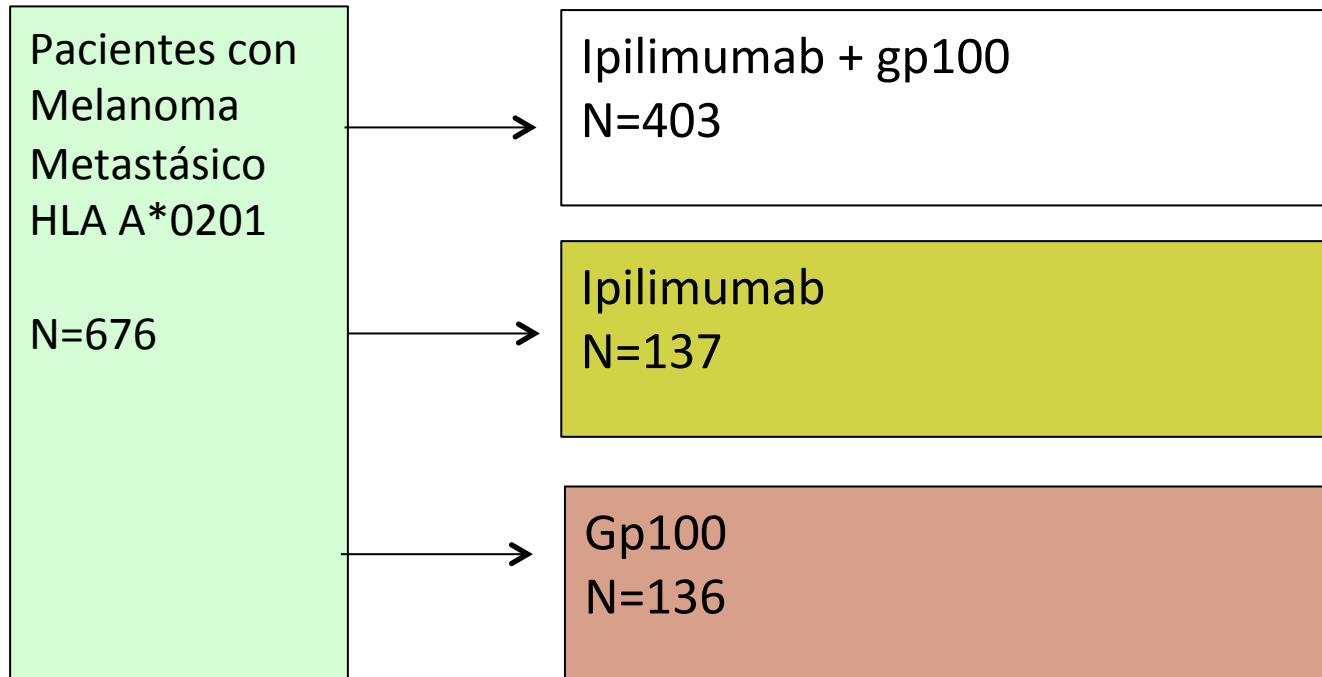 Pacientes con
Melanoma
Metastásico
HLA A*0201
N=676
Ipilimumab + gp100
N=403
Ipilimumab
N=137
Gp100
N=136